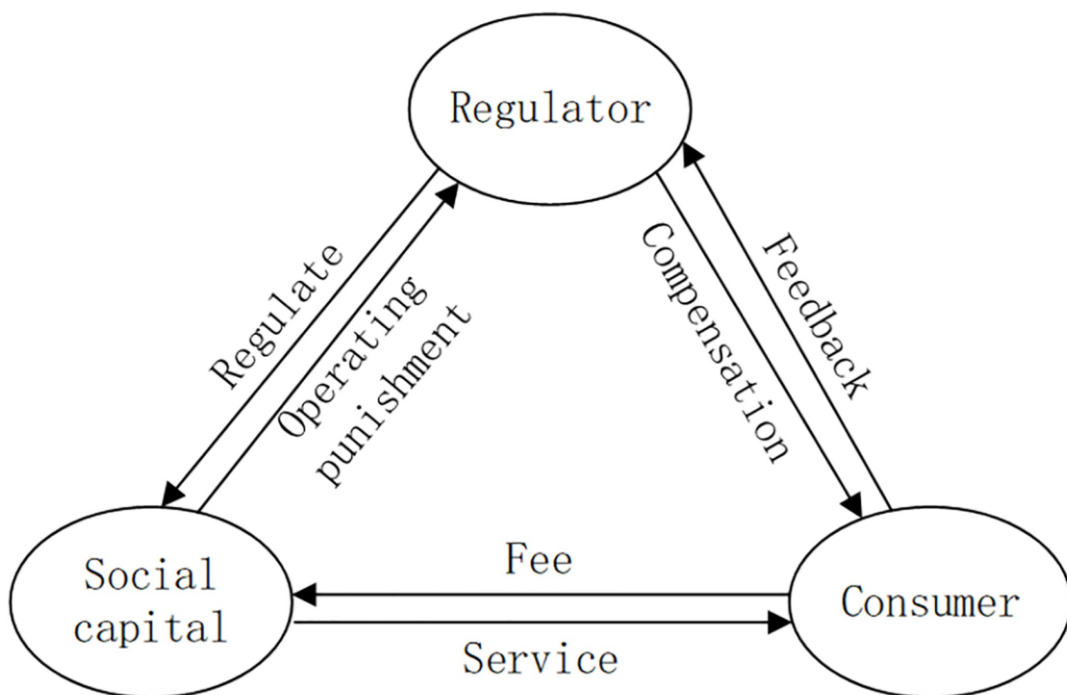 Regulator
Regulate
Operating
punishment
Compensation
Feedback
Social
capital
Fee
Service
Consumer